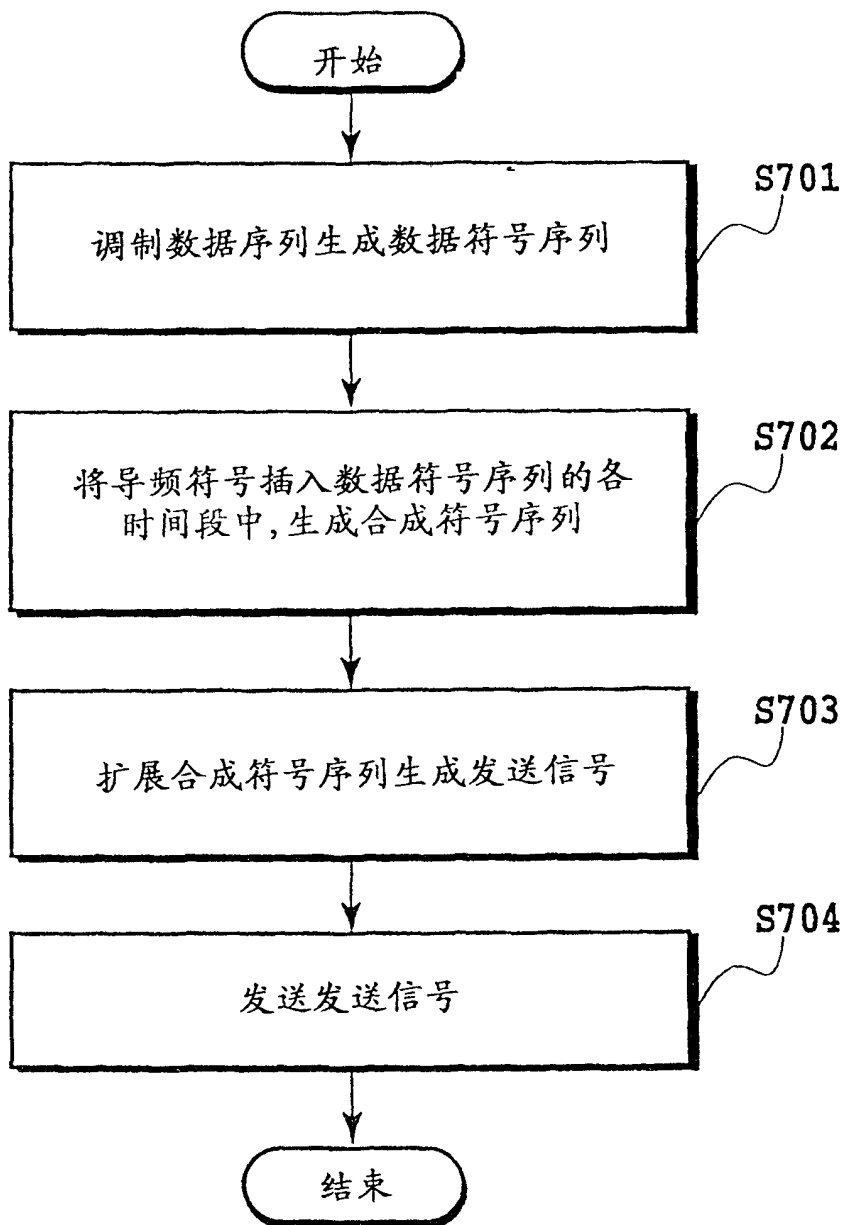 开始
S701
调制数据序列生成数据符号序列
S702
将导频符号插入数据符号序列的各
时间段中,生成合成符号序列
S703
扩展合成符号序列生成发送信号
S704
发送发送信号
结束